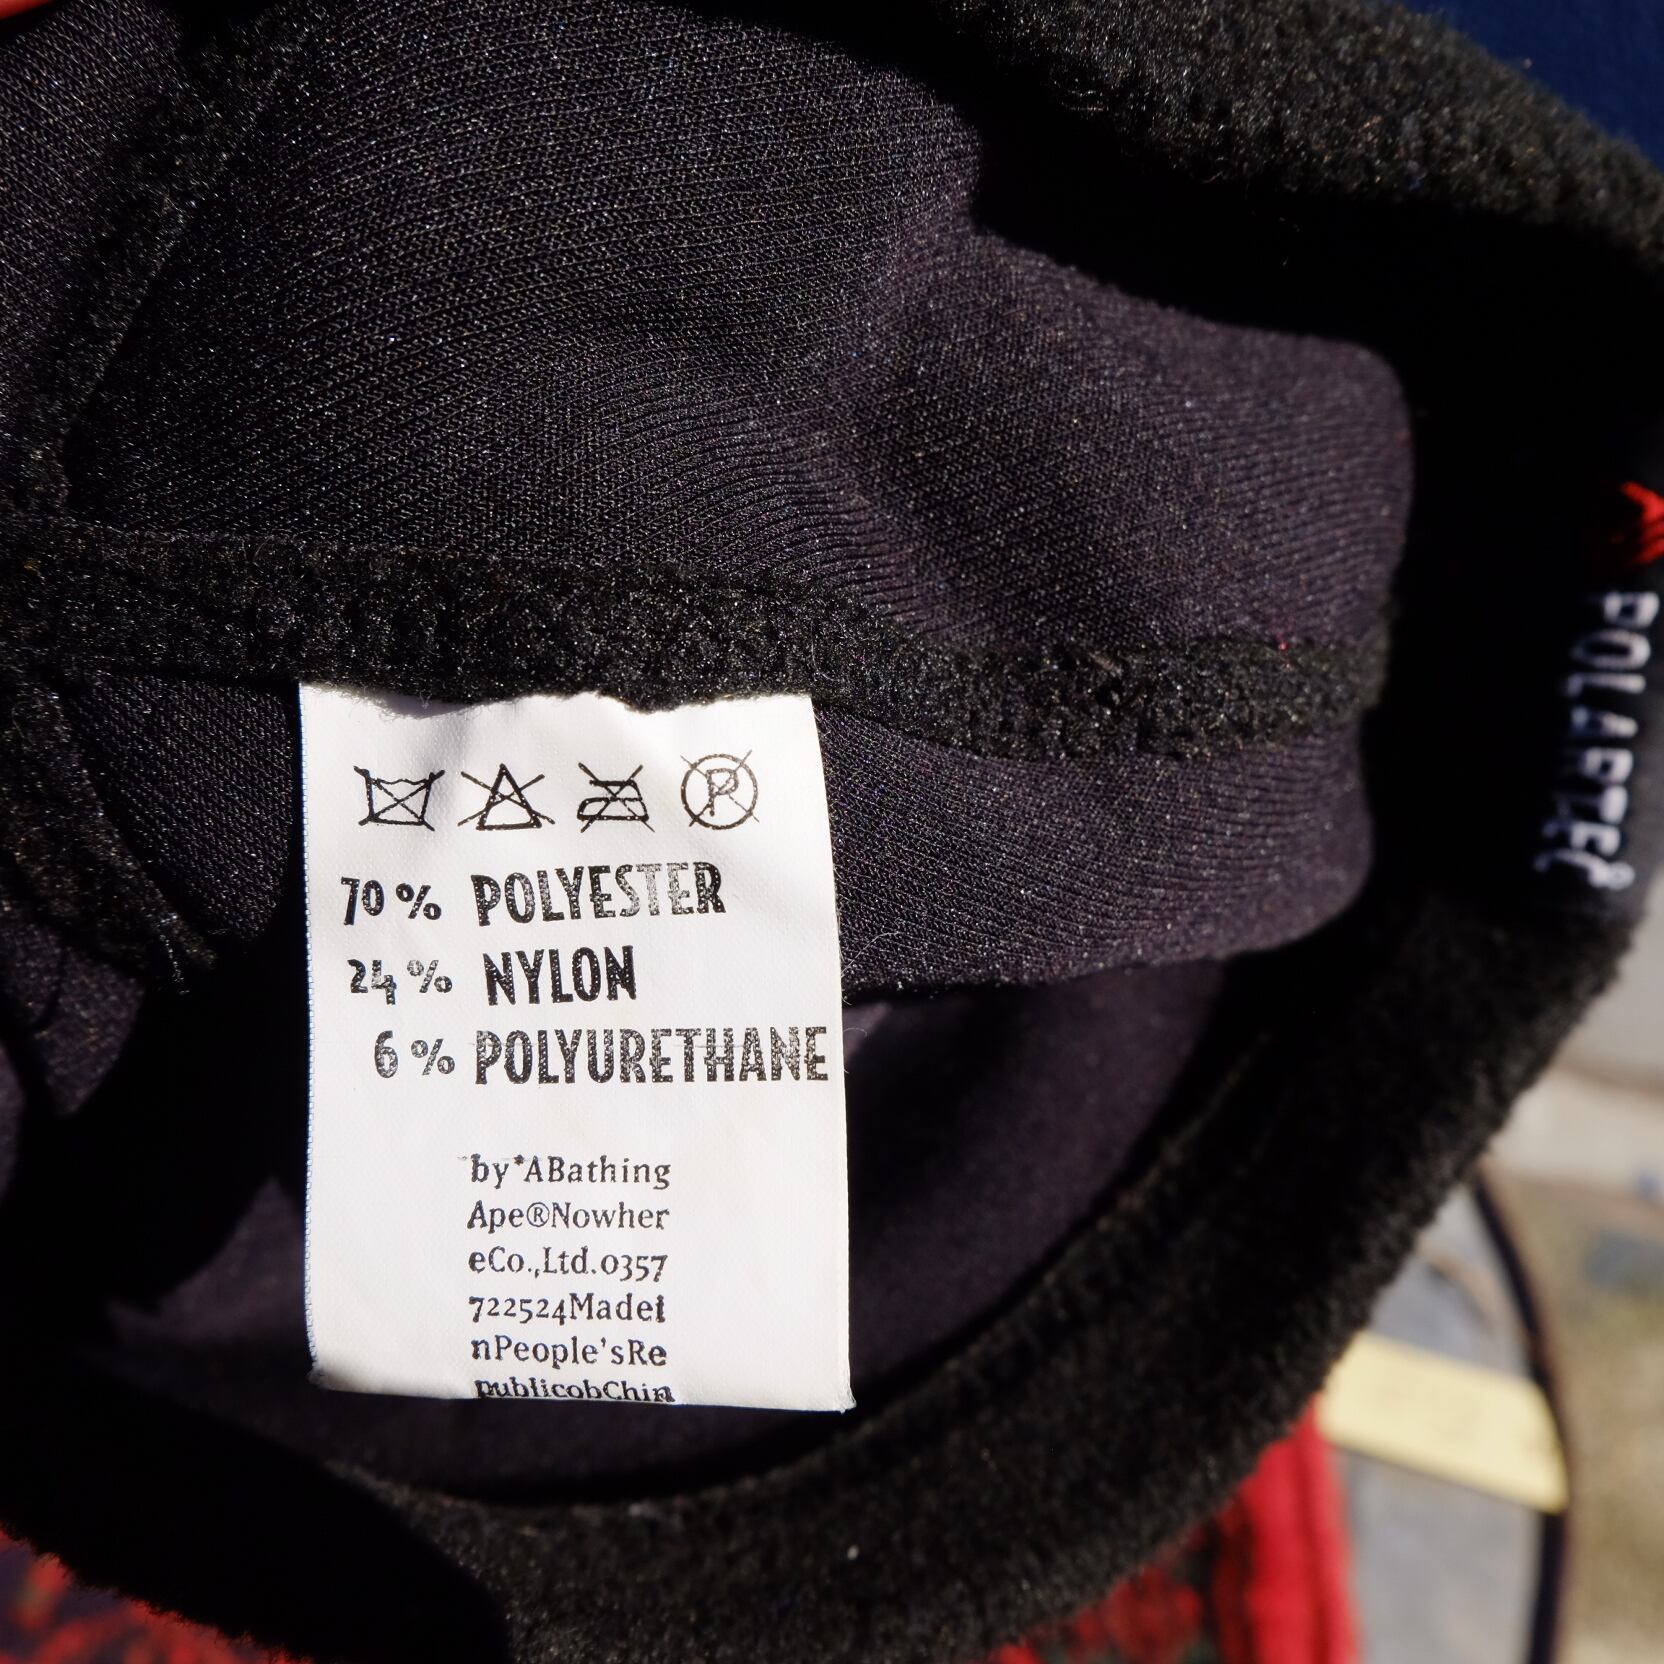 P
70% POLYESTER
24% NYLON
6% POLYURETHANE
by*ABathing
Ape®Nowher
eCo.,Ltd.0357
722524Madei
nPeople'sRe
publicobChin
POLARTEC®